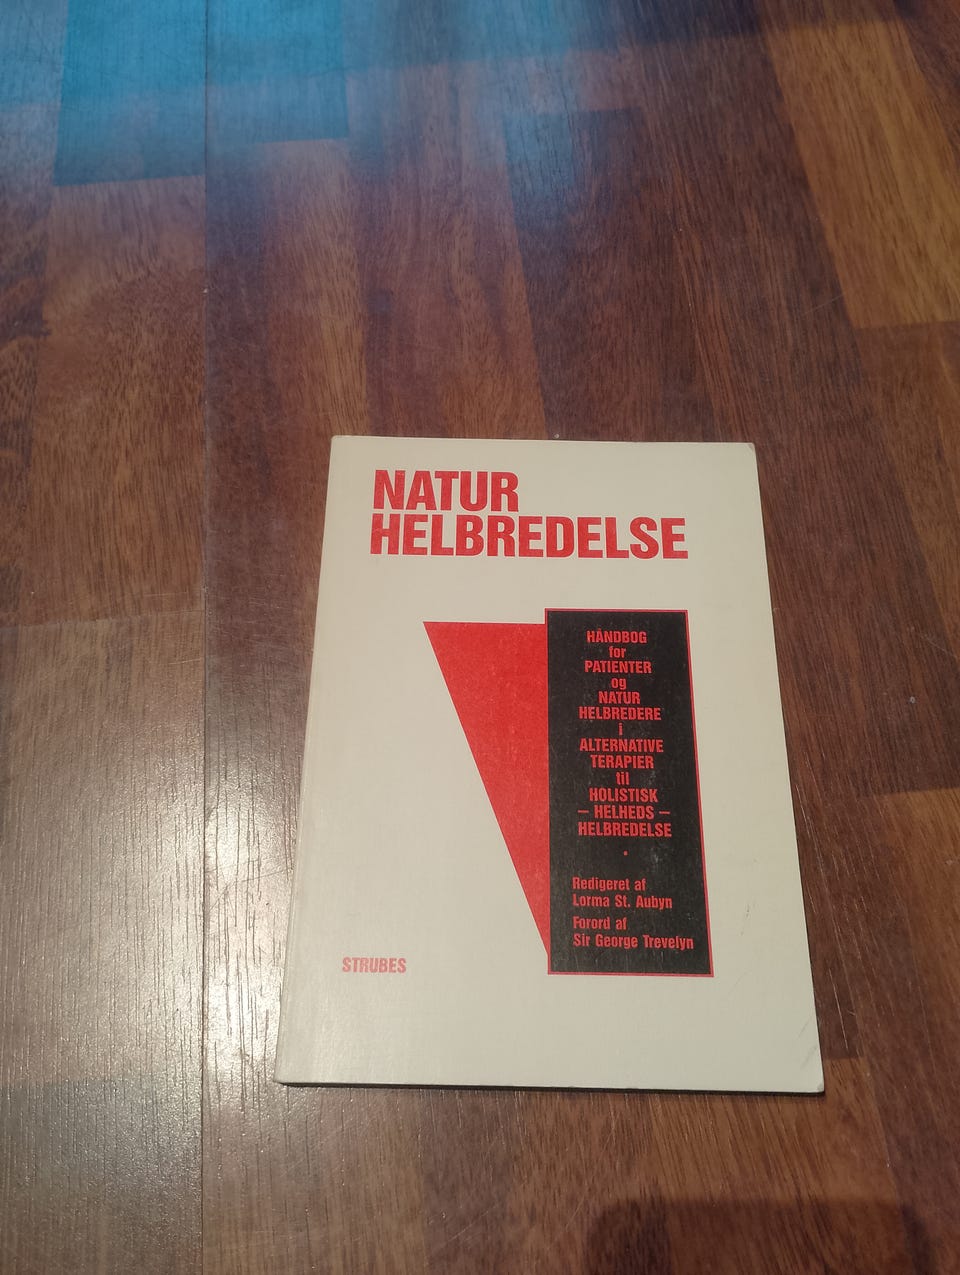 NATUR
HELBREDELSE
HÅNDBOG
for
PATIENTER
og
NATUR
HELBREDERE
i
ALTERNATIVE
TERAPIER
til
HOLISTISK
– HELHEDS –
HELBREDELSE
•
Redigeret af
Lorma St. Aubyn
Forord af
Sir George Trevelyn
STRUBES